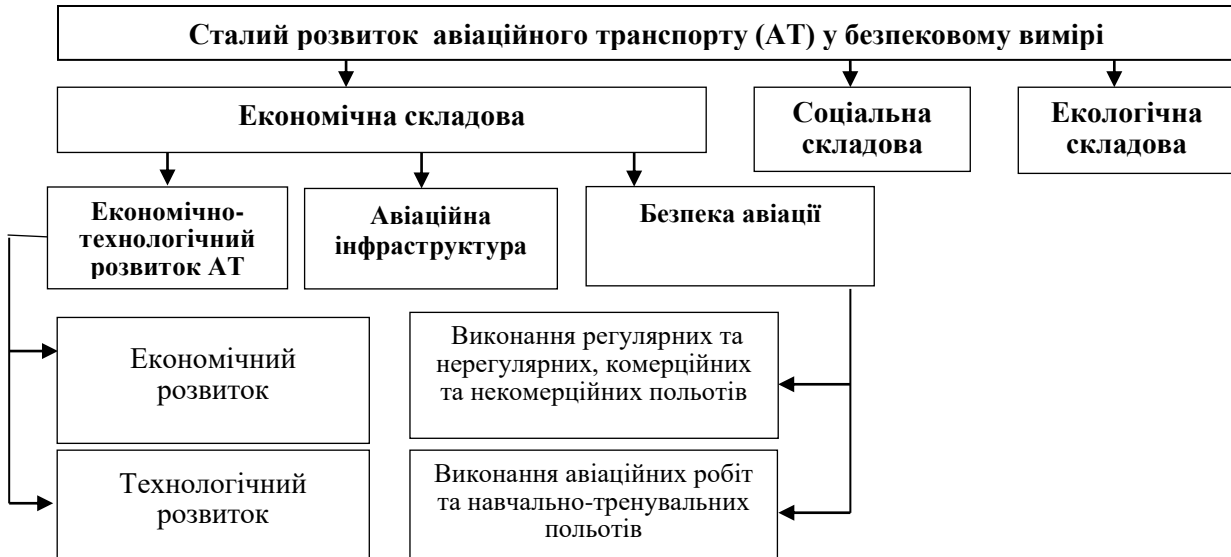 Сталий розвиток авіаційного транспорту (АТ) у безпековому вимірі
Економічна складова
Соціальна
складова
Екологічна
складова
Економічно-
технологічний
розвиток АТ
Авіаційна
інфраструктура
Безпека авіації
Економічний
розвиток
Виконання регулярних та
нерегулярних, комерційних
та некомерційних польотів
Технологічний
розвиток
Виконання авіаційних робіт
та навчально-тренувальних
польотів